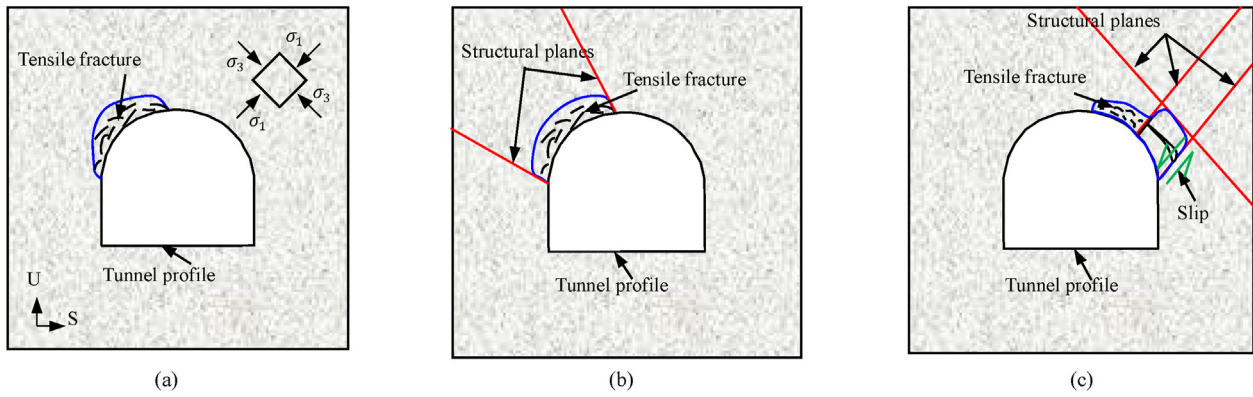 Tensile fracture
σ1
σ3
σ3
σ1
Tunnel profile
U
S
(a)
Structural planes
Tensile fracture
Tunnel profile
(b)
Structural planes
Tensile fracture
Slip
Tunnel profile
(c)